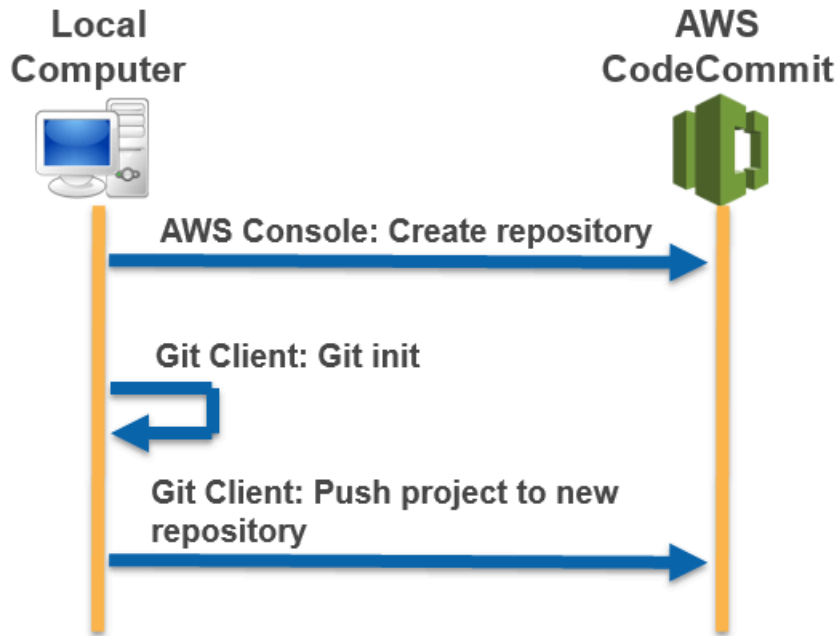 Local
Computer
AWS
CodeCommit
AWS Console: Create repository
Git Client: Git init
Git Client: Push project to new
repository